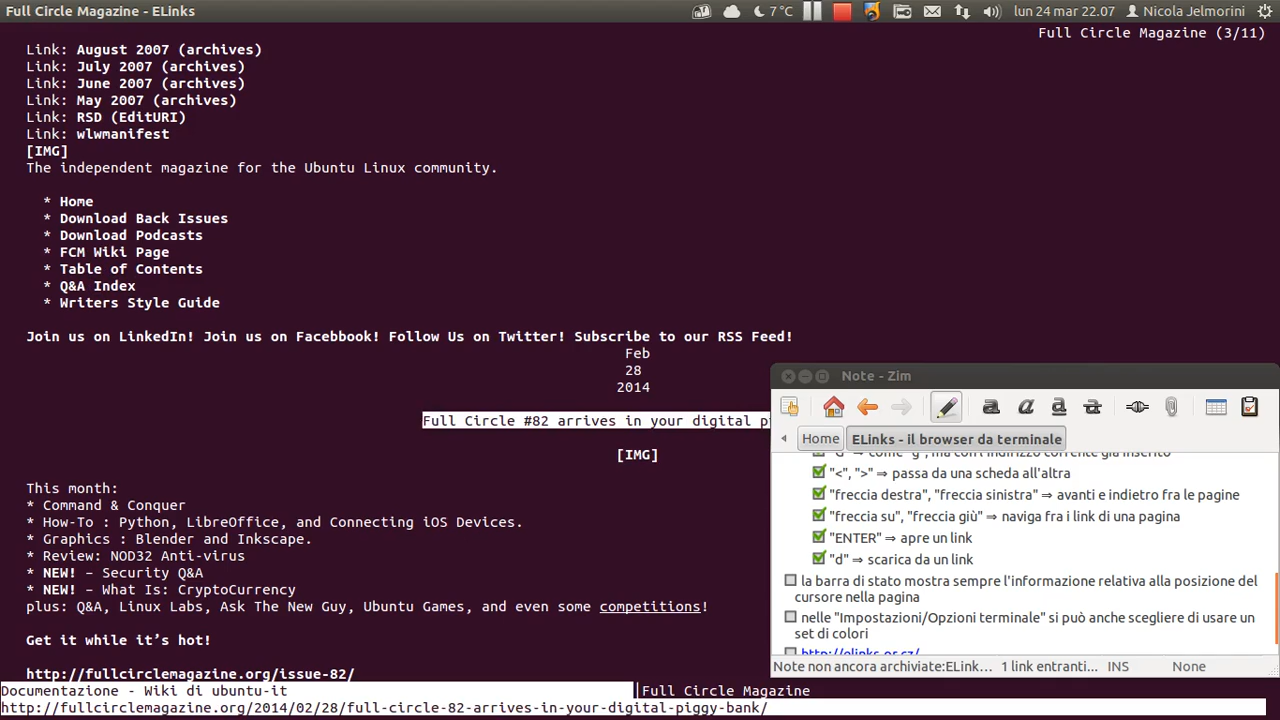 Full Circle Magazine - ELinks
7 °C
lun 24 mar 22.07
Nicola Jelmorini
Full Circle Magazine (3/11)
Link: August 2007 (archives)
Link: July 2007 (archives)
Link: June 2007 (archives)
Link: May 2007 (archives)
Link: RSD (EditURI)
Link: wlwmanifest
[IMG]
The independent magazine for the Ubuntu Linux community.
* Home
* Download Back Issues
* Download Podcasts
* FCM Wiki Page
* Table of Contents
* Q&A Index
* Writers Style Guide
Join us on LinkedIn! Join us on Facebbook! Follow Us on Twitter! Subscribe to our RSS Feed!
Feb
28
2014
Full Circle #82 arrives in your digital
[IMG]
This month:
* Command & Conquer
* How-To : Python, LibreOffice, and Connecting iOS Devices.
* Graphics : Blender and Inkscape.
* Review: NOD32 Anti-virus
* NEW! – Security Q&A
* NEW! – What Is: CryptoCurrency
plus: Q&A, Linux Labs, Ask The New Guy, Ubuntu Games, and even some competitions!
Get it while it’s hot!
http://fullcirclemagazine.org/issue-82/
Note - Zim
Home
ELinks - il browser da terminale
"G" ⇒ come "g", ma con l'indirizzo corrente già inserito
"<", ">" ⇒ passa da una scheda all'altra
"freccia destra", "freccia sinistra" ⇒ avanti e indietro fra le pagine
"freccia su", "freccia giù" ⇒ naviga fra i link di una pagina
"ENTER" ⇒ apre un link
"d" ⇒ scarica da un link
la barra di stato mostra sempre l'informazione relativa alla posizione del
cursore nella pagina
nelle "Impostazioni/Opzioni terminale" si può anche scegliere di usare un
set di colori
http://elinks.or.cz/
Note non ancora archiviate:ELink...
1 link entranti...
INS
None
Documentazione - Wiki di ubuntu-it
|Full Circle Magazine
http://fullcirclemagazine.org/2014/02/28/full-circle-82-arrives-in-your-digital-piggy-bank/